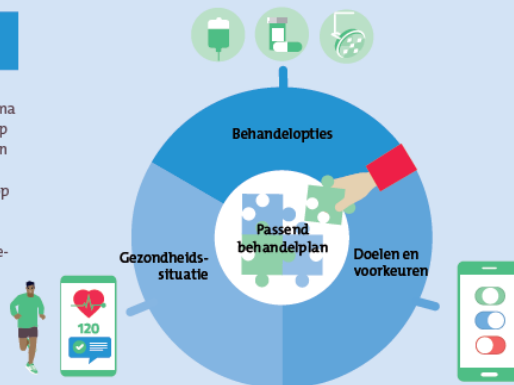 Behandelopties
Passend
behandelplan
Gezondheids-
situatie
Doelen en
voorkeuren
120